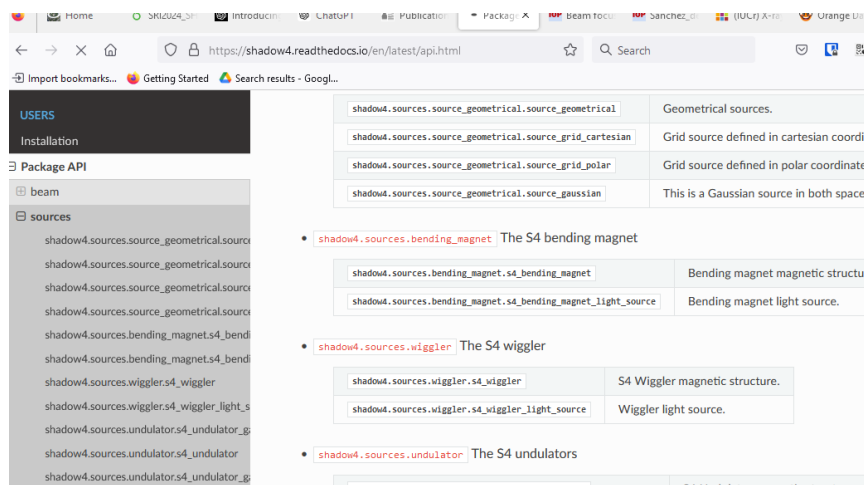 Home
SRI2024_S
Introducin
ChatGPT
Publication
Package
Beam focu
Sanchez_d
(IUCr) X-ra
Orange Da
https://shadow4.readthedocs.io/en/latest/api.html
Search
Import bookmarks...
Getting Started
Search results - Googl...
USERS
Installation
Package API
beam
sources
shadow4.sources.source_geometrical.source
shadow4.sources.source_geometrical.source
shadow4.sources.source_geometrical.source
shadow4.sources.source_geometrical.source
shadow4.sources.bending_magnet.s4_bendi
shadow4.sources.bending_magnet.s4_bendi
shadow4.sources.wiggler.s4_wiggler
shadow4.sources.wiggler.s4_wiggler_light_s
shadow4.sources.undulator.s4_undulator_ga
shadow4.sources.undulator.s4_undulator
shadow4.sources.undulator.s4_undulator_ga
shadow4.sources.source_geometrical.source_geometrical Geometrical sources.
shadow4.sources.source_geometrical.source_grid_cartesian Grid source defined in cartesian coordi
shadow4.sources.source_geometrical.source_grid_polar Grid source defined in polar coordinate
shadow4.sources.source_geometrical.source_gaussian This is a Gaussian source in both space
shadow4.sources.bending_magnet The S4 bending magnet
shadow4.sources.bending_magnet.s4_bending_magnet Bending magnet magnetic structu
shadow4.sources.bending_magnet.s4_bending_magnet_light_source Bending magnet light source.
shadow4.sources.wiggler The S4 wiggler
shadow4.sources.wiggler.s4_wiggler S4 Wiggler magnetic structure.
shadow4.sources.wiggler.s4_wiggler_light_source Wiggler light source.
shadow4.sources.undulator The S4 undulators